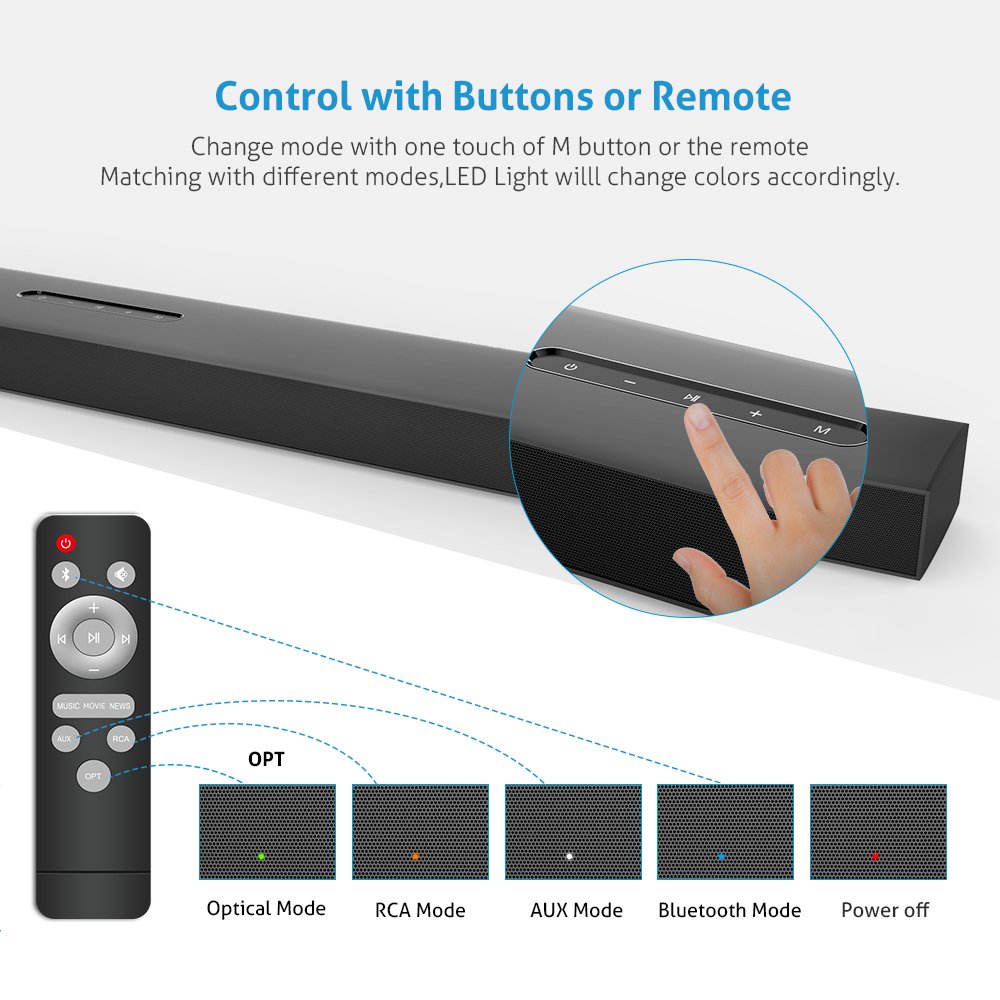 Control with Buttons or Remote
Change mode with one touch of M button or the remote
Matching with different modes,LED Light willl change colors accordingly.
M
MUSIC MOVIE NEWS
AUX
RCA
OPT
OPT
Optical Mode
RCA Mode
AUX Mode
Bluetooth Mode
Power off